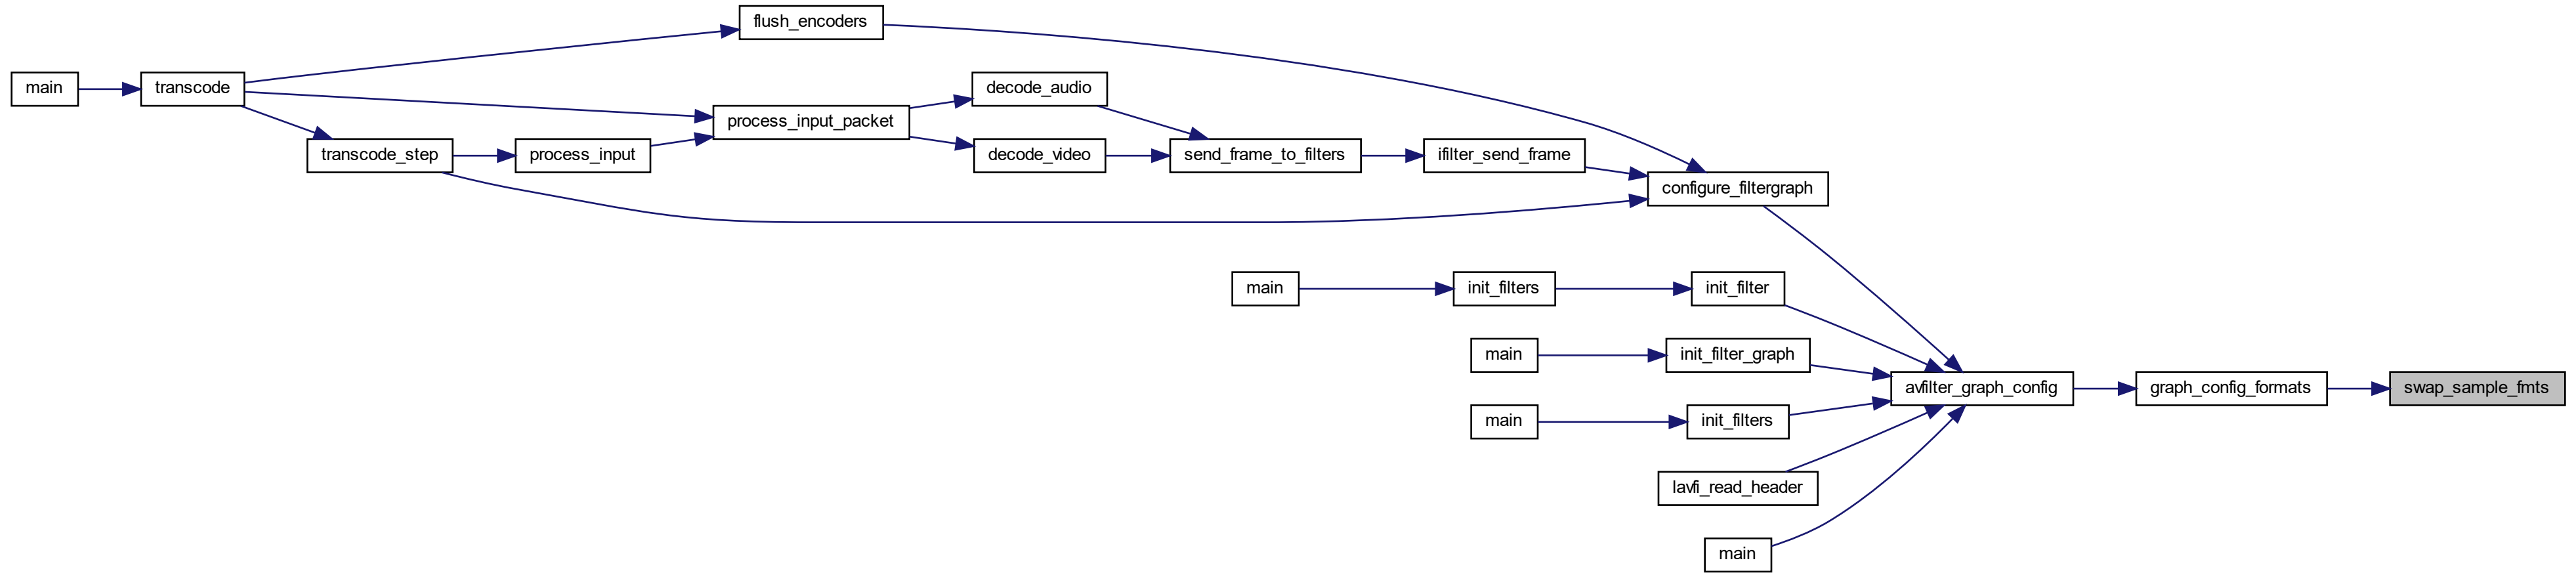 flush_encoders
main
transcode
decode_audio
process_input_packet
transcode_step
process_input
decode_video
send_frame_to_filters
ifilter_send_frame
configure_filtergraph
main
init_filters
init_filter
main
init_filter_graph
avfilter_graph_config
graph_config_formats
swap_sample_fmts
main
init_filters
lavfi_read_header
main